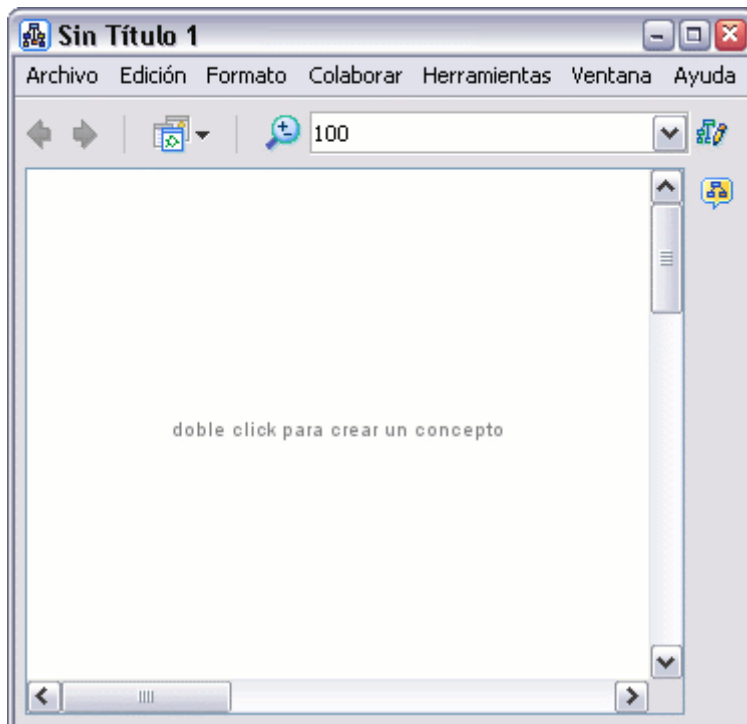 Sin Título 1
Archivo Edición Formato Colaborar Herramientas Ventana Ayuda
100
doble click para crear un concepto